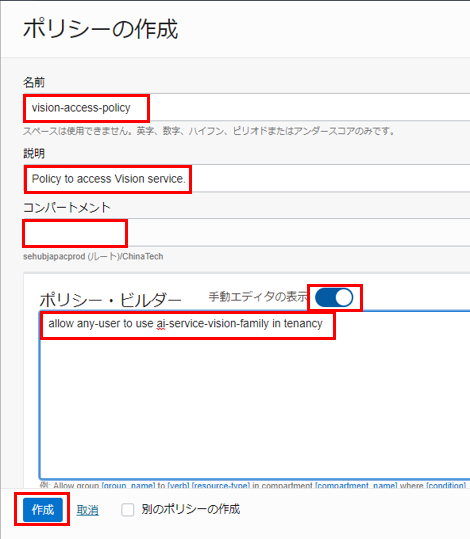 ポリシーの作成
名前
vision-access-policy
スペースは使用できません。英字、数字、ハイフン、ピリオドまたはアンダースコアのみです。
説明
Policy to access Vision service.
コンパートメント
sehubjapacprod (ルート)/ChinaTech
ポリシー・ビルダー 手動エディタの表示
allow any-user to use ai-service-vision-family in tenancy
例: Allow group [group_name] to [verb] [resource-type] in compartment [compartment_name] where [condition]
作成 取消 別のポリシーの作成